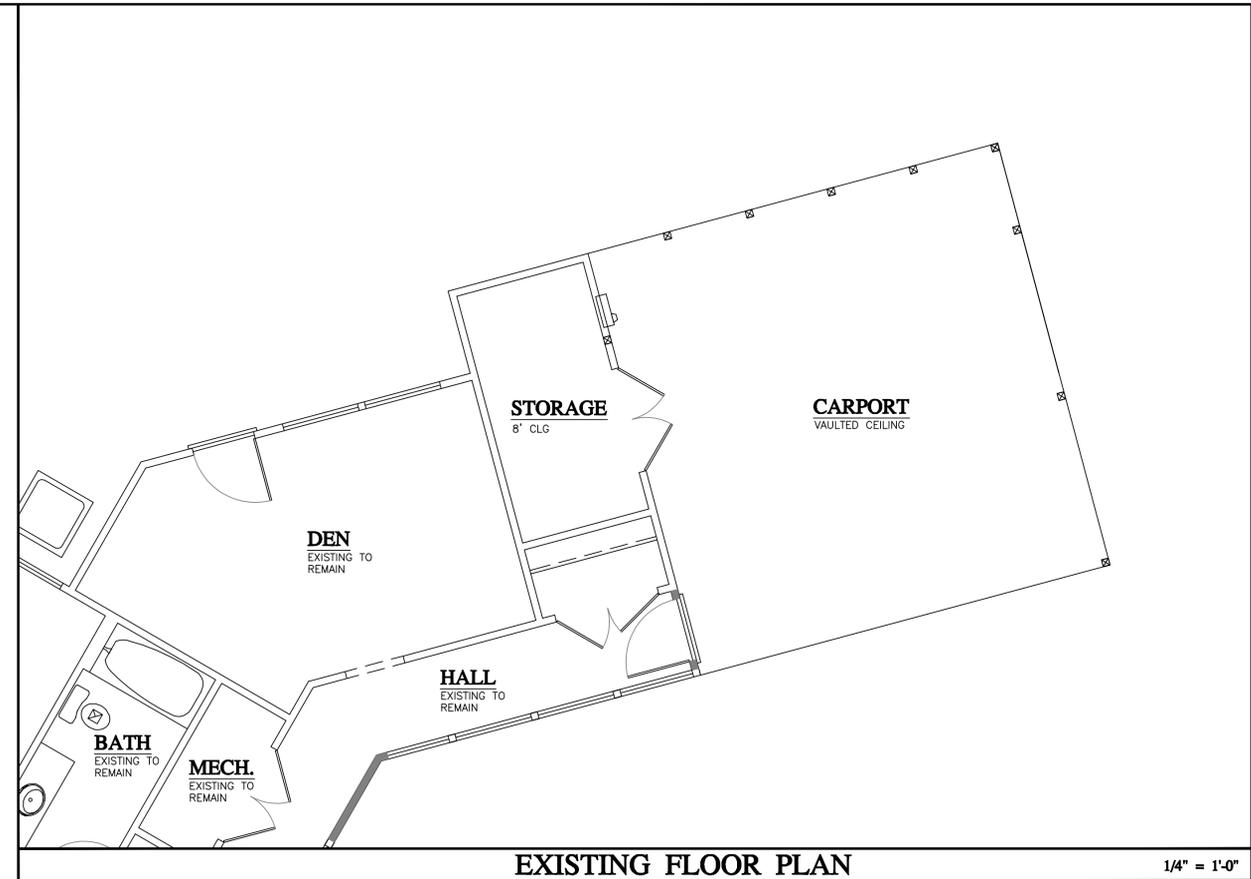 STORAGE
8' CLG
CARPORT
VAULTED CEILING
DEN
EXISTING TO
REMAIN
HALL
EXISTING TO
REMAIN
BATH
EXISTING TO
REMAIN
MECH.
EXISTING TO
REMAIN
EXISTING FLOOR PLAN
1/4" = 1'-0"